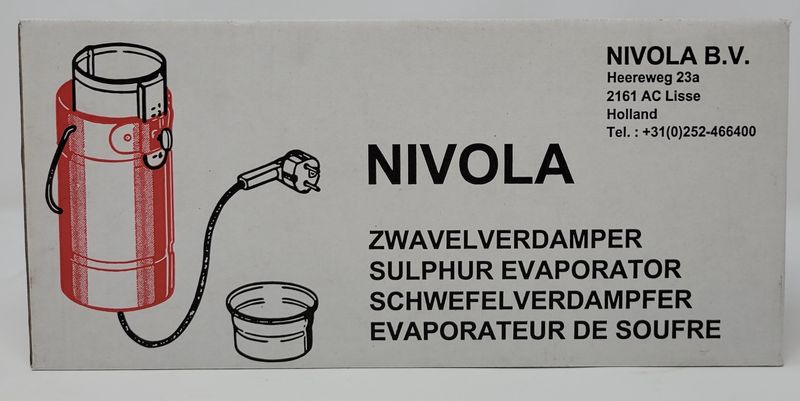 NIVOLA B.V.
Heereweg 23a
2161 AC Lisse
Holland
Tel. : +31(0)252-466400
NIVOLA
ZWAVELVERDAMPER
SULPHUR EVAPORATOR
SCHWEFELVERDAMPFER
EVAPORATEUR DE SOUFRE